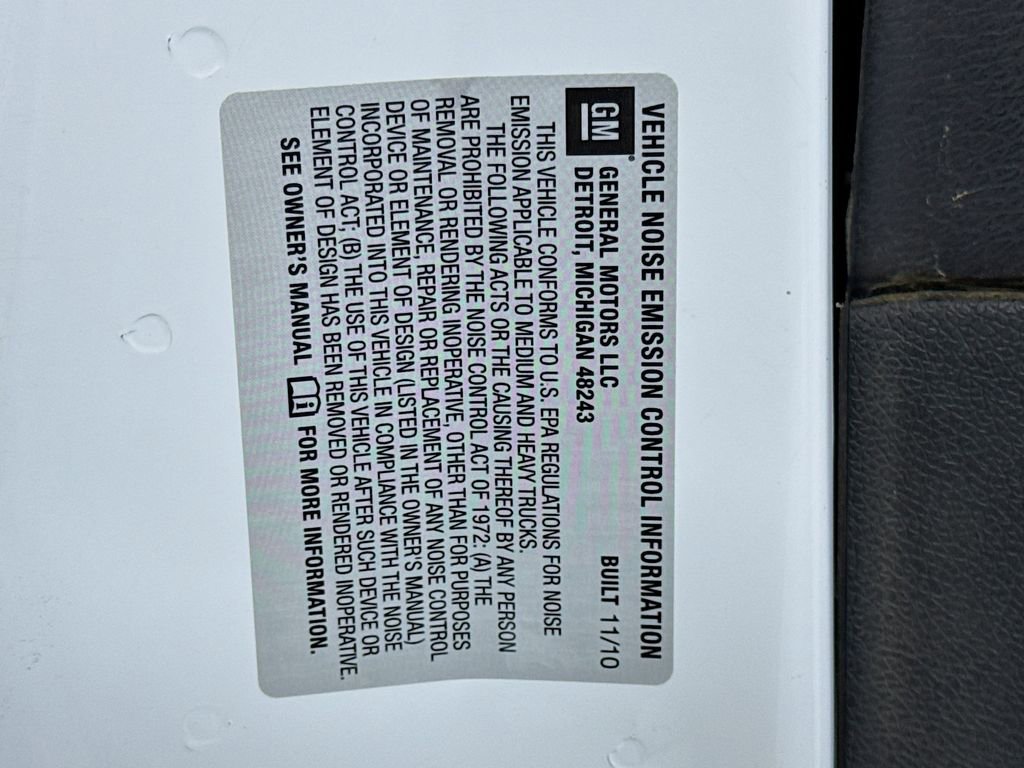 VEHICLE NOISE EMISSION CONTROL INFORMATION
GM
GENERAL MOTORS LLC BUILT 11/10
DETROIT, MICHIGAN 48243
THIS VEHICLE CONFORMS TO U.S. EPA REGULATIONS FOR NOISE
EMISSION APPLICABLE TO MEDIUM AND HEAVY TRUCKS.
THE FOLLOWING ACTS OR THE CAUSING THEREOF BY ANY PERSON
ARE PROHIBITED BY THE NOISE CONTROL ACT OF 1972: (A) THE
REMOVAL OR RENDERING INOPERATIVE, OTHER THAN FOR PURPOSES
OF MAINTENANCE, REPAIR OR REPLACEMENT OF ANY NOISE CONTROL
DEVICE OR ELEMENT OF DESIGN (LISTED IN THE OWNER'S MANUAL)
INCORPORATED INTO THIS VEHICLE IN COMPLIANCE WITH THE NOISE
CONTROL ACT; (B) THE USE OF THIS VEHICLE AFTER SUCH DEVICE OR
ELEMENT OF DESIGN HAS BEEN REMOVED OR RENDERED INOPERATIVE.
SEE OWNER'S MANUAL i FOR MORE INFORMATION.